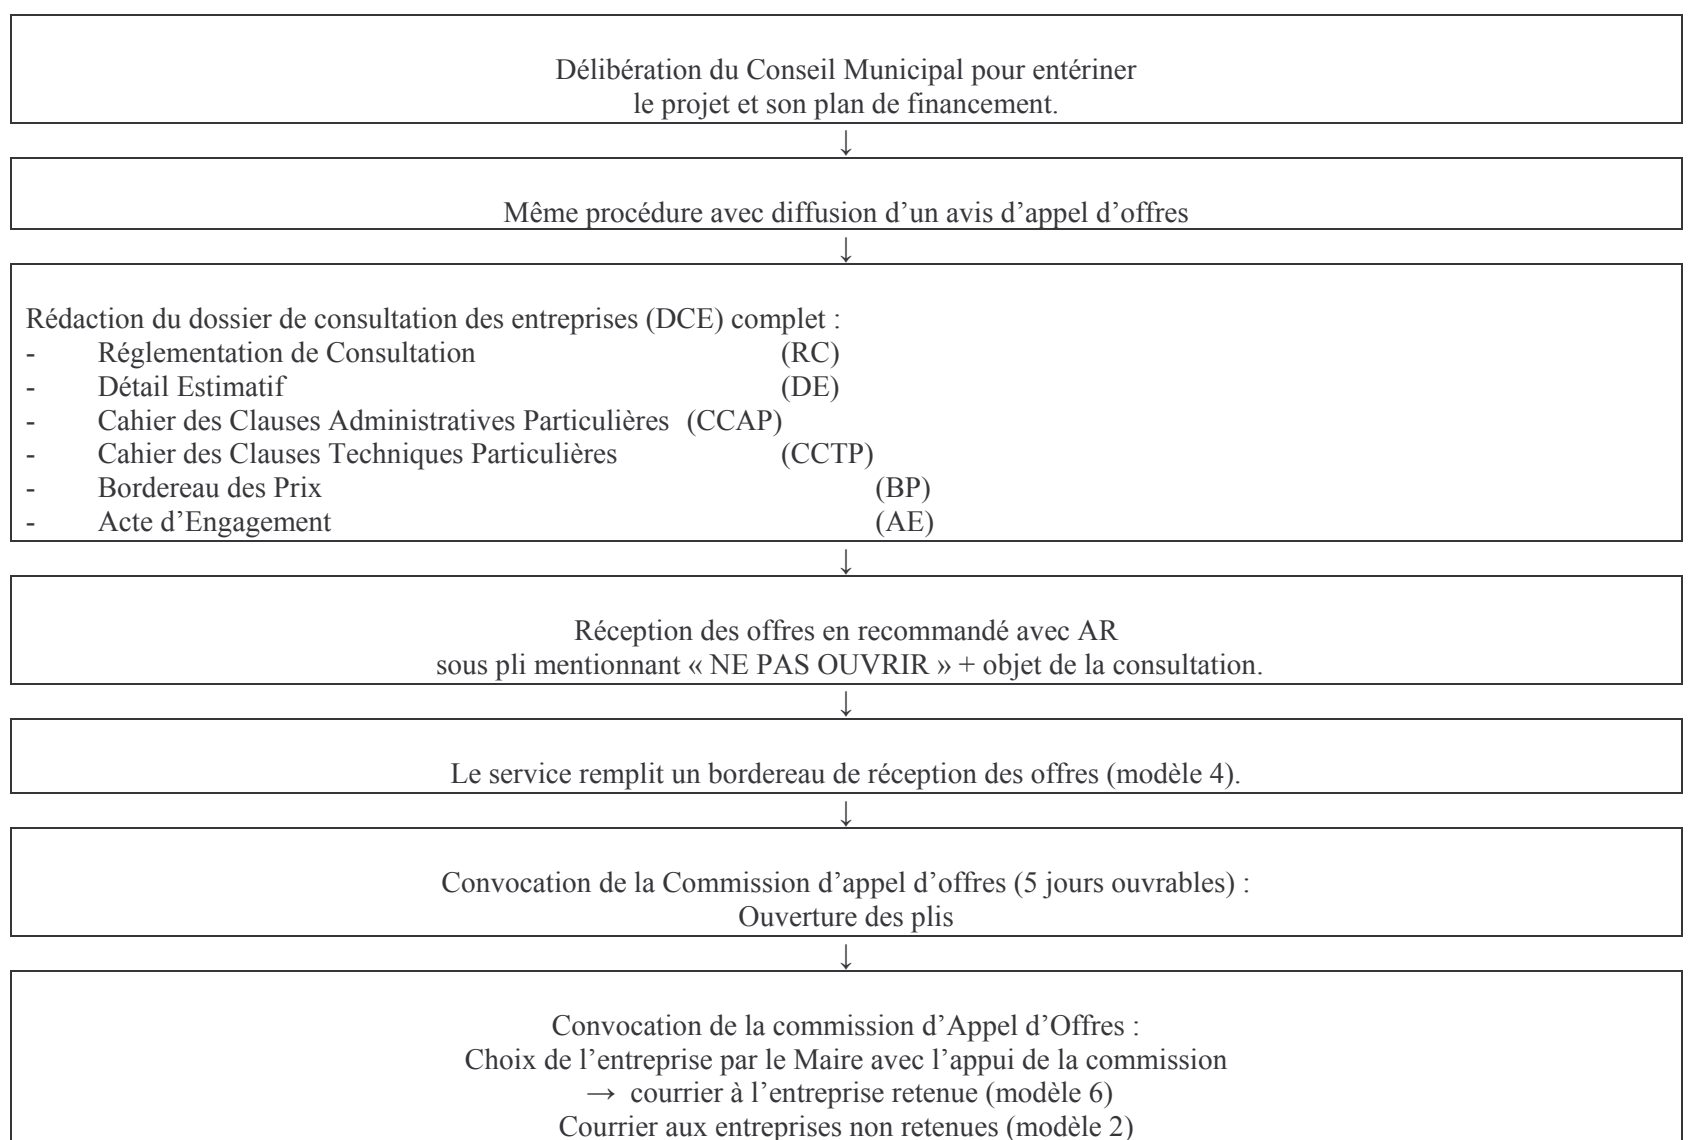 Délibération du Conseil Municipal pour entériner
le projet et son plan de financement.
↓
Même procédure avec diffusion d’un avis d’appel d’offres
↓
Rédaction du dossier de consultation des entreprises (DCE) complet :
- Réglementation de Consultation (RC)
- Détail Estimatif (DE)
- Cahier des Clauses Administratives Particulières (CCAP)
- Cahier des Clauses Techniques Particulières (CCTP)
- Bordereau des Prix (BP)
- Acte d’Engagement (AE)
↓
Réception des offres en recommandé avec AR
sous pli mentionnant « NE PAS OUVRIR » + objet de la consultation.
↓
Le service remplit un bordereau de réception des offres (modèle 4).
↓
Convocation de la Commission d’appel d’offres (5 jours ouvrables) :
Ouverture des plis
↓
Convocation de la commission d’Appel d’Offres :
Choix de l’entreprise par le Maire avec l’appui de la commission
→ courrier à l’entreprise retenue (modèle 6)
Courrier aux entreprises non retenues (modèle 2)